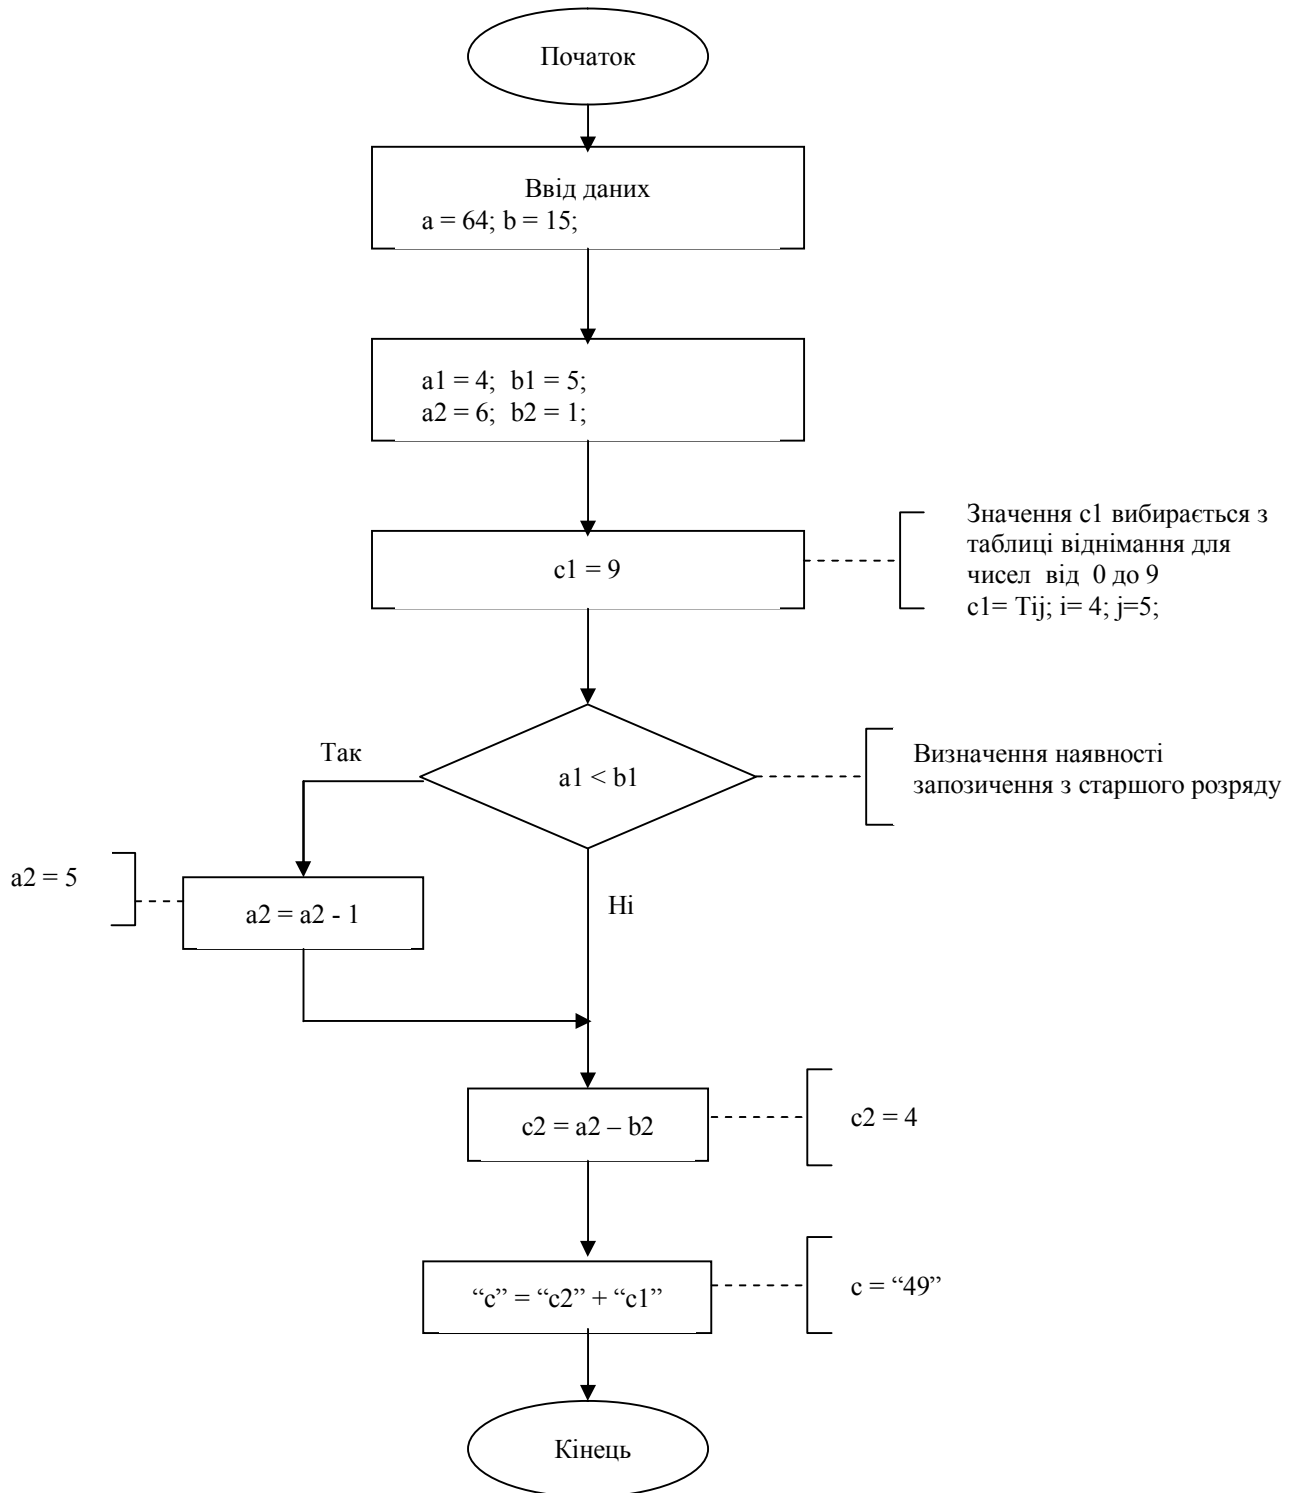 Початок
Ввід даних
a = 64; b = 15;
a1 = 4; b1 = 5;
a2 = 6; b2 = 1;
c1 = 9
Значення c1 вибирається з
таблиці віднімання для
чисел від 0 до 9
c1= Tij; i= 4; j=5;
Так
a1 < b1
Визначення наявності
запозичення з старшого розряду
a2 = 5
a2 = a2 - 1
Ні
c2 = a2 – b2
c2 = 4
“c” = “c2” + “c1”
c = “49”
Кінець